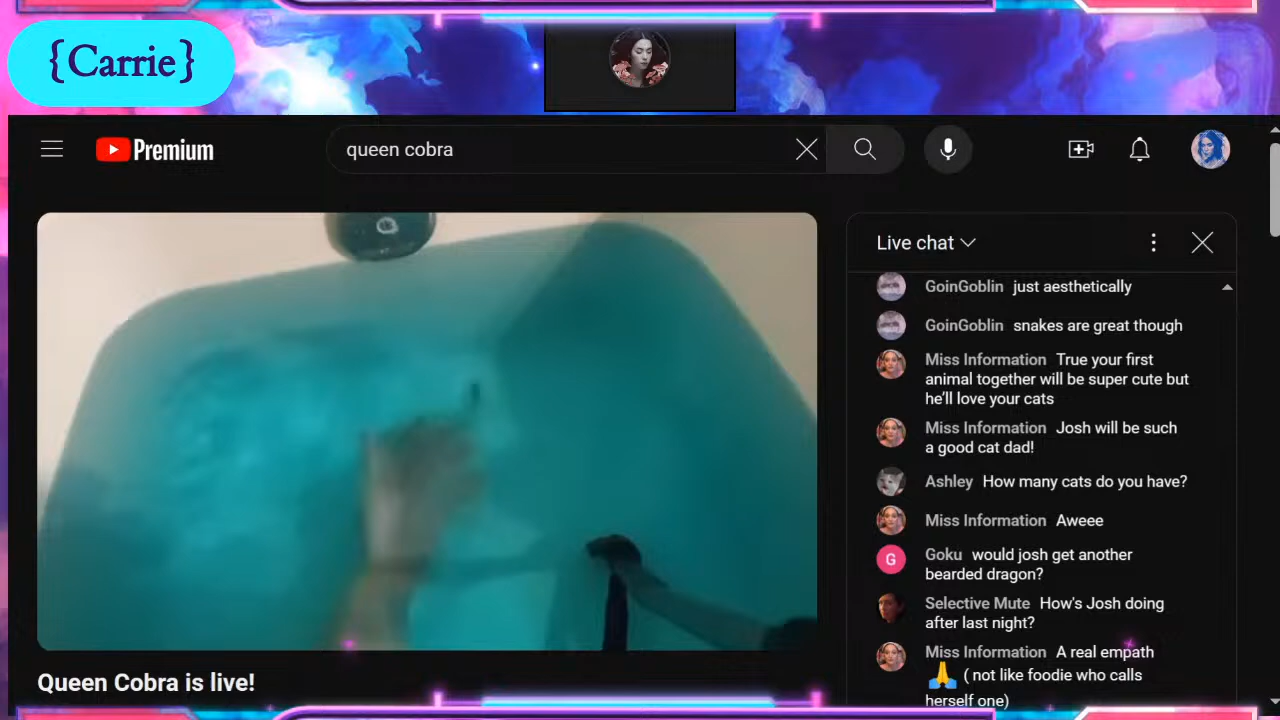 {Carrie}
Premium
queen cobra
Live chat
GoinGoblin just aesthetically
GoinGoblin snakes are great though
Miss Information True your first
animal together will be super cute but
he'll love your cats
Miss Information Josh will be such
a good cat dad!
Ashley How many cats do you have?
Miss Information Aweee
G
Goku would josh get another
bearded dragon?
Selective Mute How's Josh doing
after last night?
Miss Information A real empath
🙏 ( not like foodie who calls
herself one)
Queen Cobra is live!